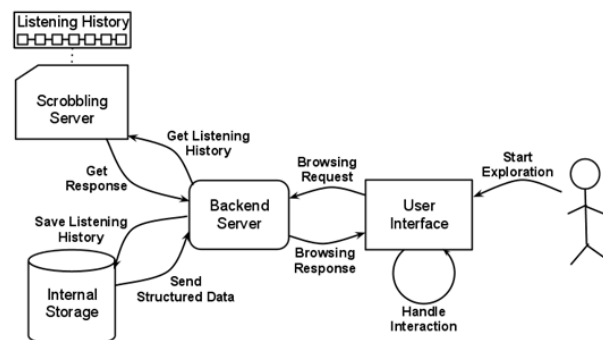 Listening History
Scrobbling
Server
Get Listening
History
Get
Response
Browsing
Request
Start
Exploration
Backend
Server
User
Interface
Save Listening
History
Browsing
Response
Send
Structured Data
Internal
Storage
Handle
Interaction